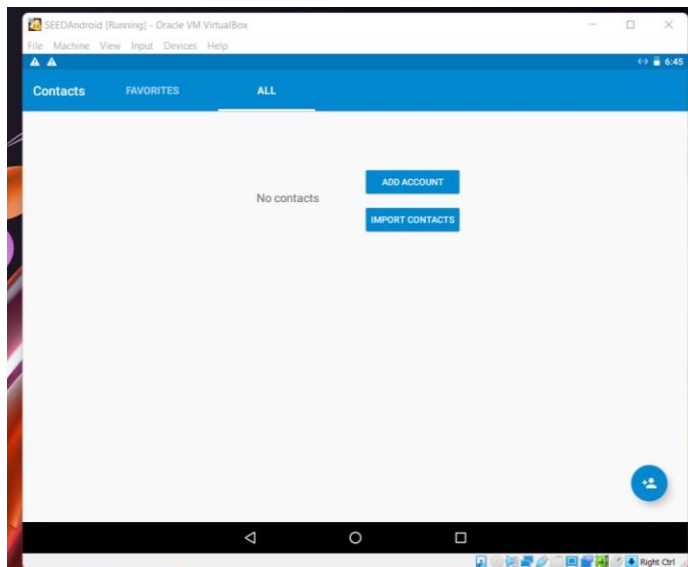 SEEDAndroid [Running] - Oracle VM VirtualBox
File Machine View Input Devices Help
6:45
Contacts FAVORITES ALL
ADD ACCOUNT
No contacts
IMPORT CONTACTS
Right Ctrl